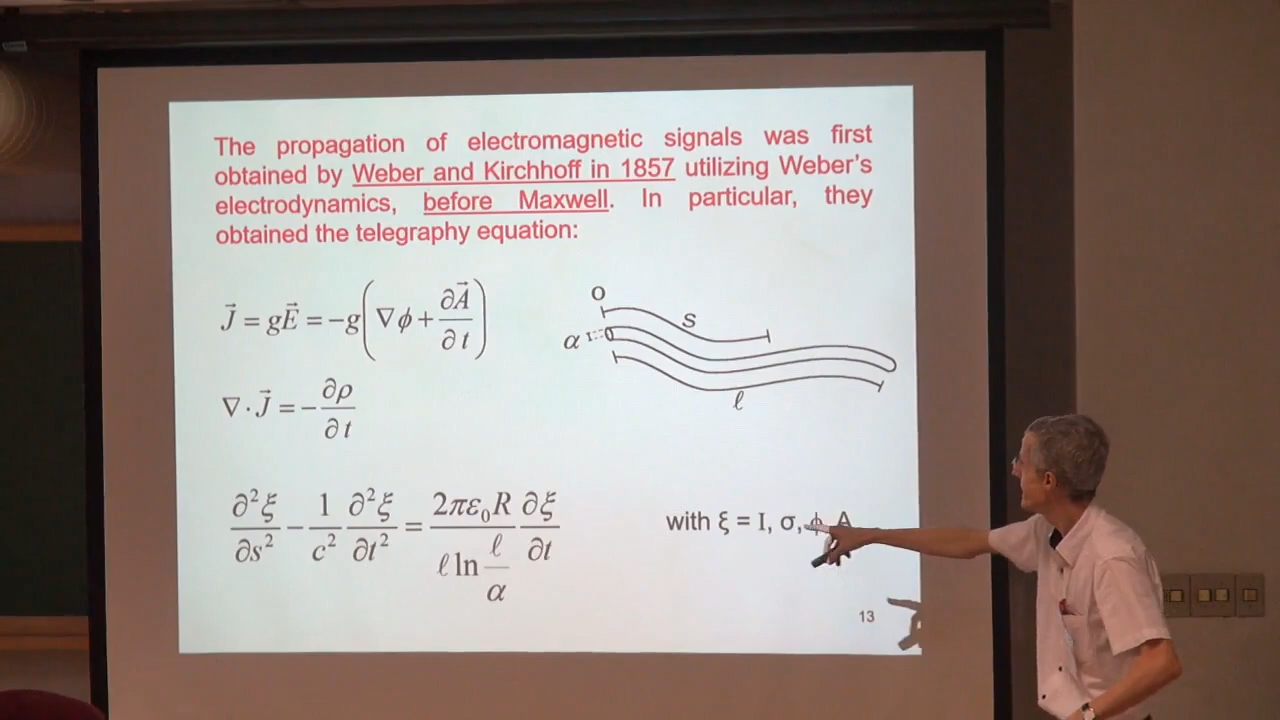 The propagation of electromagnetic signals was first
obtained by Weber and Kirchhoff in 1857 utilizing Weber's
electrodynamics, before Maxwell. In particular, they
obtained the telegraphy equation:
J⃗ = gE⃗ = −g(∇ϕ + ∂A⃗/∂t)
O
S
α
ℓ
∇·J⃗ = −∂ρ/∂t
∂²ξ/∂s² − 1/c² ∂²ξ/∂t² = 2πε₀R/(ℓ ln ℓ/α) ∂ξ/∂t
with ξ = I, σ, ϕ, A
13